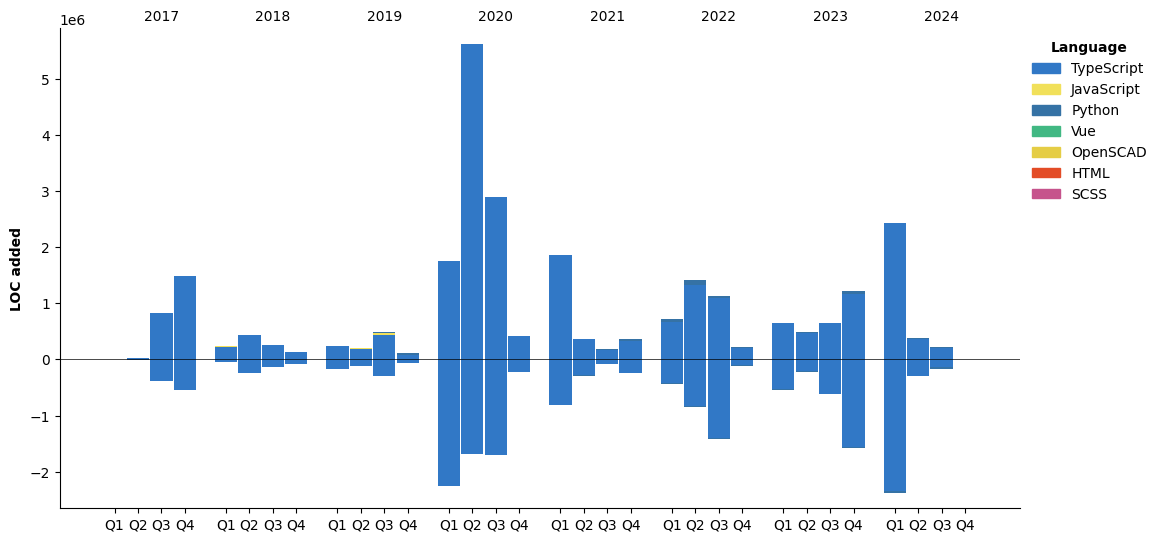 1e6
2017 2018 2019 2020 2021 2022 2023 2024
5
4
3
2
1
0
−1
−2
LOC added
Q1 Q2 Q3 Q4 Q1 Q2 Q3 Q4 Q1 Q2 Q3 Q4 Q1 Q2 Q3 Q4 Q1 Q2 Q3 Q4 Q1 Q2 Q3 Q4 Q1 Q2 Q3 Q4 Q1 Q2 Q3 Q4
Language
TypeScript
JavaScript
Python
Vue
OpenSCAD
HTML
SCSS